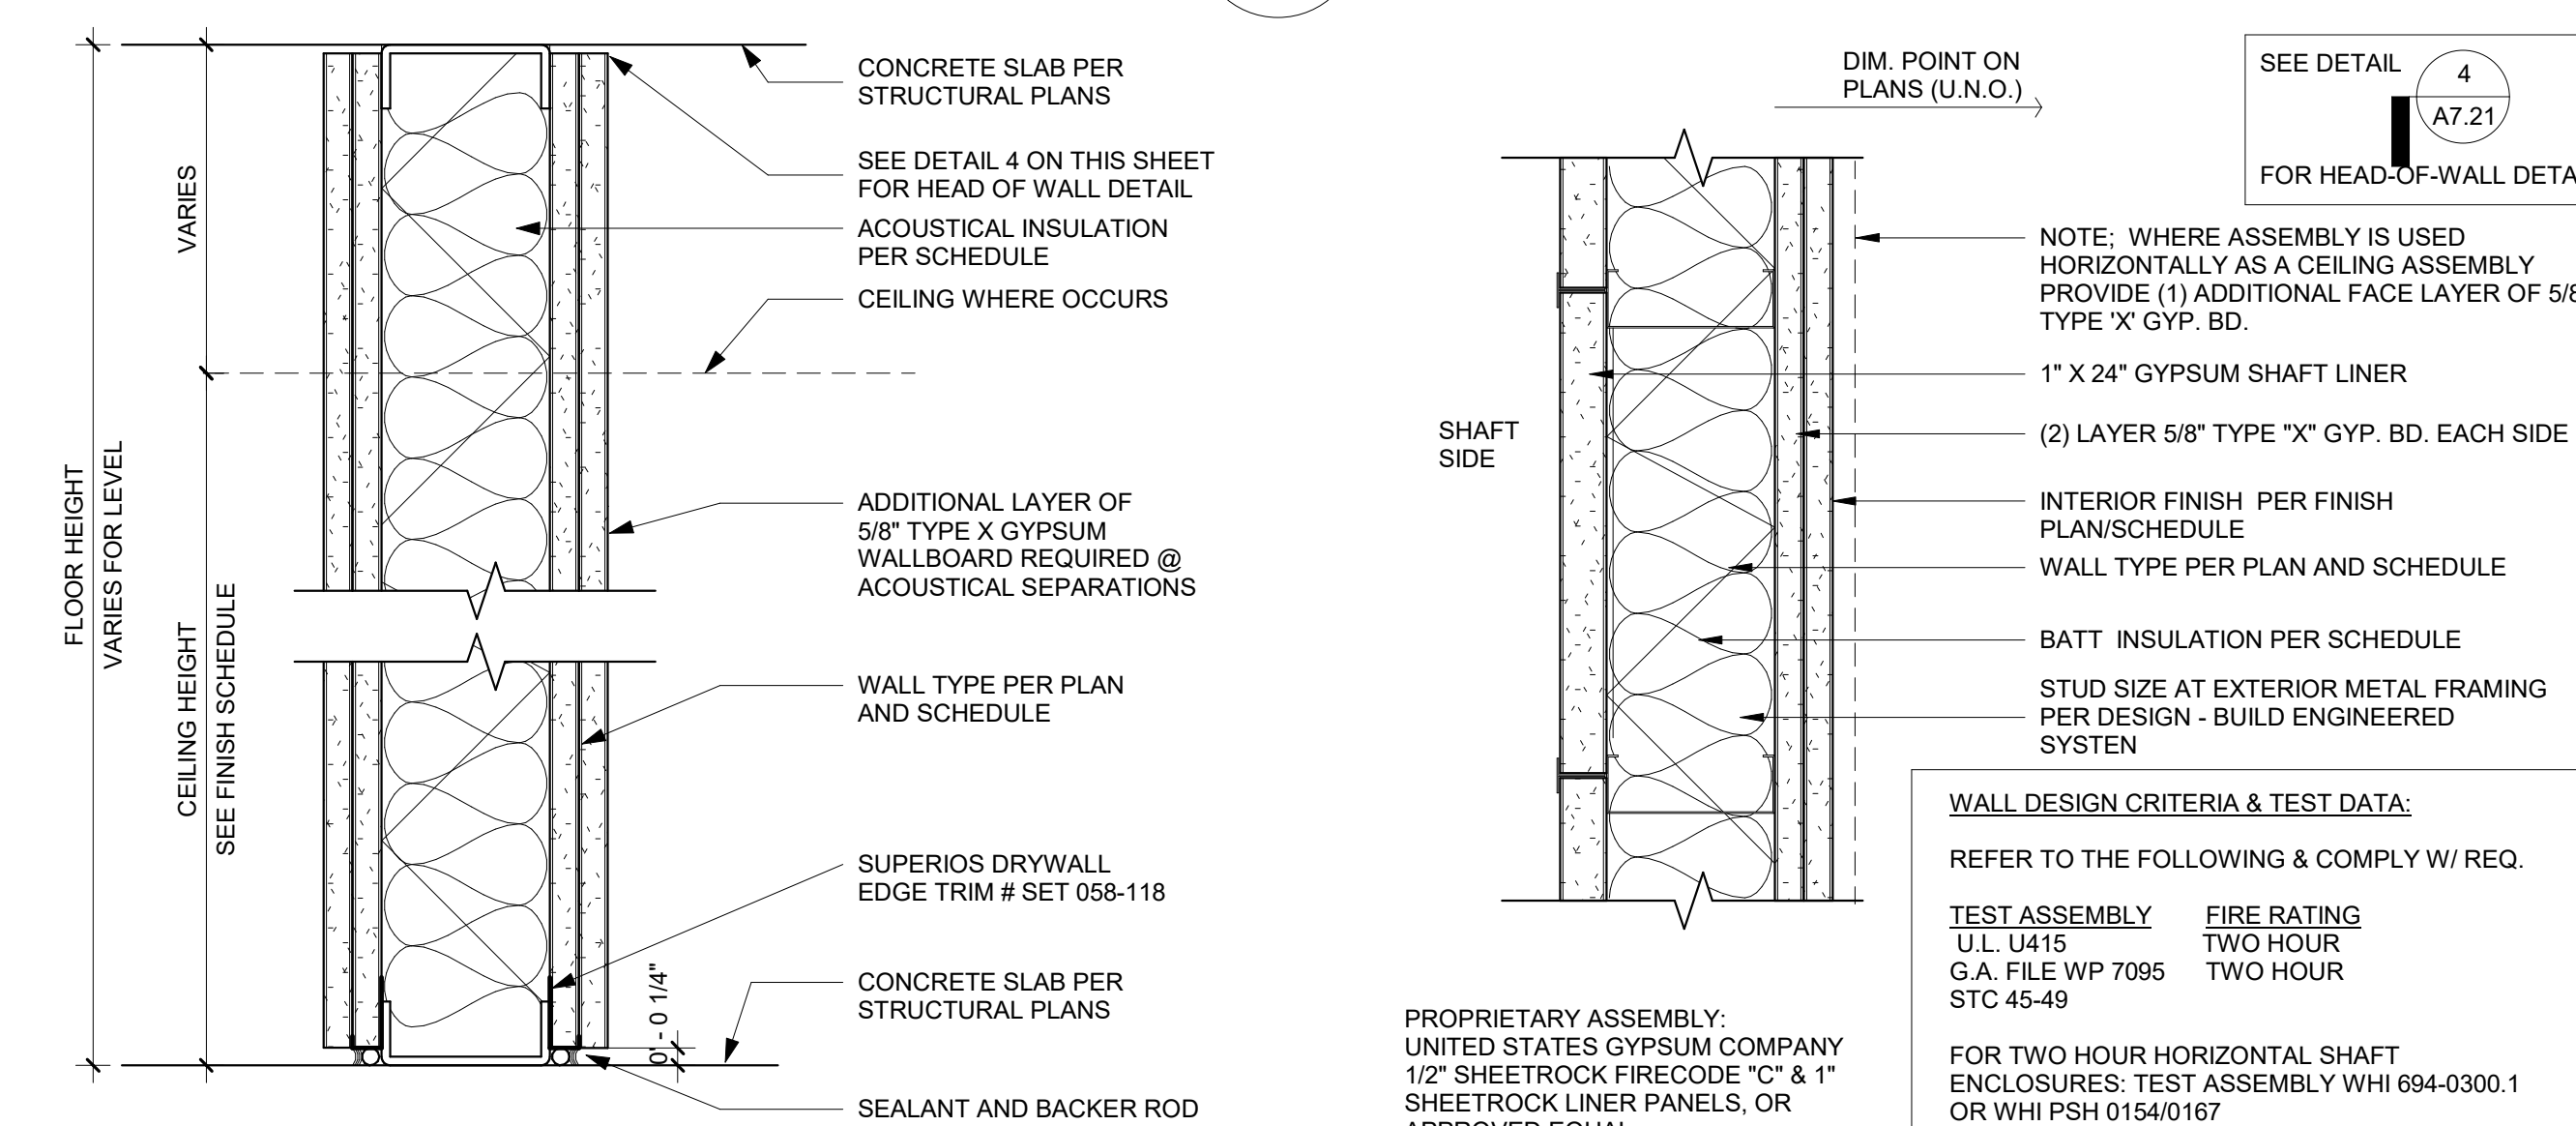 FLOOR HEIGHT
VARIES FOR LEVEL
VARIES
CEILING HEIGHT
SEE FINISH SCHEDULE
CONCRETE SLAB PER
STRUCTURAL PLANS
SEE DETAIL 4 ON THIS SHEET
FOR HEAD OF WALL DETAIL
ACOUSTICAL INSULATION
PER SCHEDULE
CEILING WHERE OCCURS
ADDITIONAL LAYER OF
5/8" TYPE X GYPSUM
WALLBOARD REQUIRED @
ACOUSTICAL SEPARATIONS
WALL TYPE PER PLAN
AND SCHEDULE
SUPERIOS DRYWALL
EDGE TRIM # SET 058-118
CONCRETE SLAB PER
STRUCTURAL PLANS
0' - 0 1/4"
SEALANT AND BACKER ROD
DIM. POINT ON
PLANS (U.N.O.)
SEE DETAIL
4
A7.21
FOR HEAD-OF-WALL DETA
SHAFT
SIDE
NOTE; WHERE ASSEMBLY IS USED
HORIZONTALLY AS A CEILING ASSEMBLY
PROVIDE (1) ADDITIONAL FACE LAYER OF 5/8
TYPE 'X' GYP. BD.
1" X 24" GYPSUM SHAFT LINER
(2) LAYER 5/8" TYPE "X" GYP. BD. EACH SIDE
INTERIOR FINISH PER FINISH
PLAN/SCHEDULE
WALL TYPE PER PLAN AND SCHEDULE
BATT INSULATION PER SCHEDULE
STUD SIZE AT EXTERIOR METAL FRAMING
PER DESIGN - BUILD ENGINEERED
SYSTEN
WALL DESIGN CRITERIA & TEST DATA:
REFER TO THE FOLLOWING & COMPLY W/ REQ.
TEST ASSEMBLY FIRE RATING
U.L. U415 TWO HOUR
G.A. FILE WP 7095 TWO HOUR
STC 45-49
FOR TWO HOUR HORIZONTAL SHAFT
ENCLOSURES: TEST ASSEMBLY WHI 694-0300.1
OR WHI PSH 0154/0167
PROPRIETARY ASSEMBLY:
UNITED STATES GYPSUM COMPANY
1/2" SHEETROCK FIRECODE "C" & 1"
SHEETROCK LINER PANELS, OR
APPROVED EQUAL